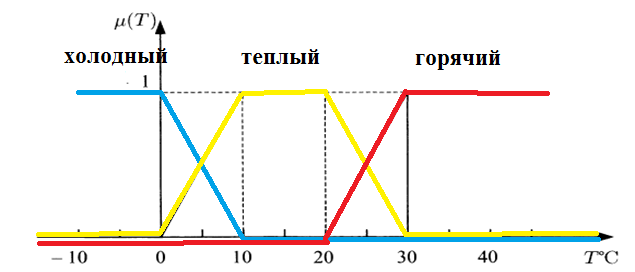 μ(T)
холодный теплый горячий
1
– 10 0 10 20 30 40 T°C